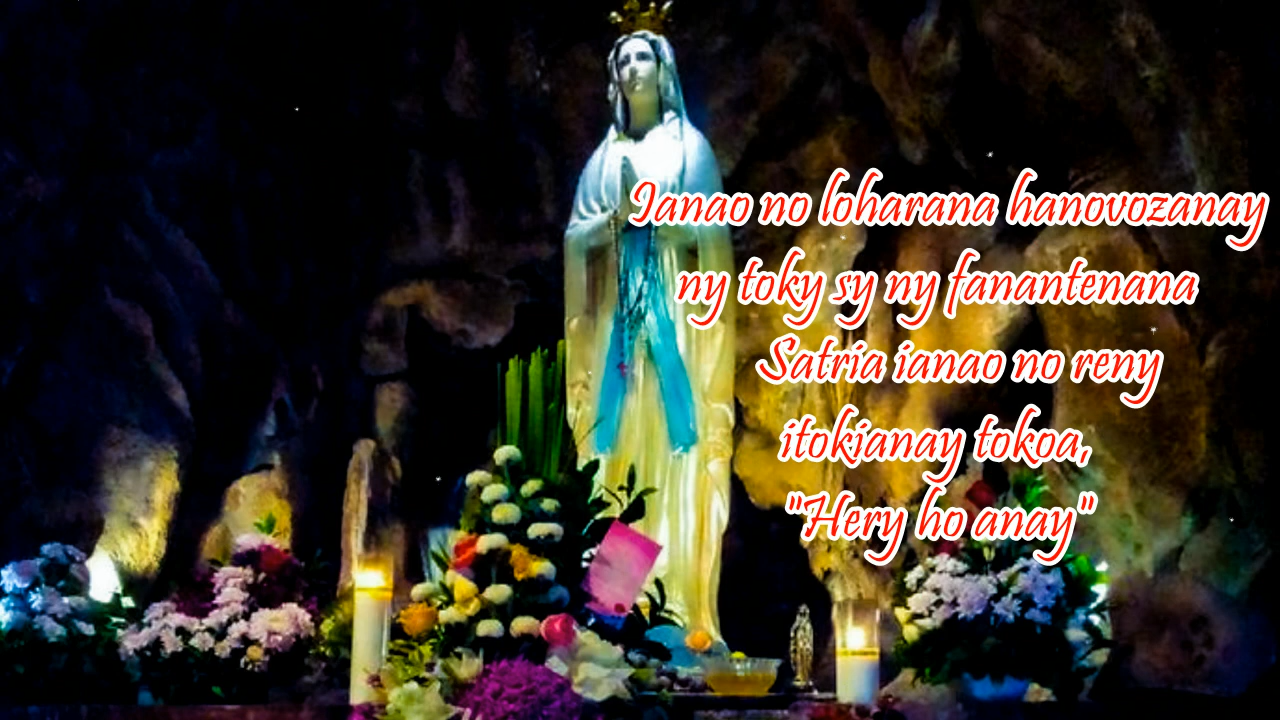 Ianao no loharana hanovozanay
ny toky sy ny fanantenana
Satria ianao no reny
itokianay tokoa,
"Hery ho anay"